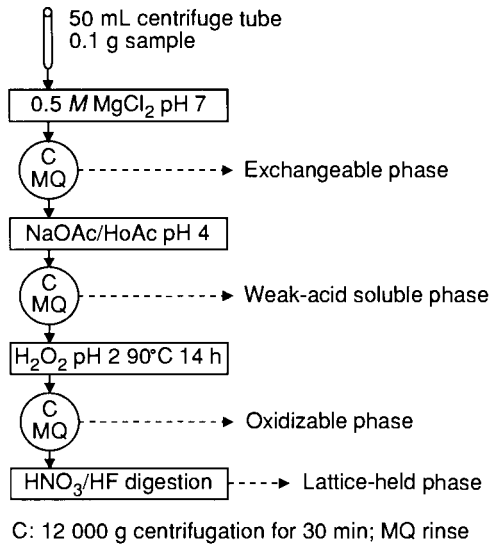 50 mL centrifuge tube
0.1 g sample
0.5 M MgCl₂ pH 7
C
MQ
Exchangeable phase
NaOAc/HoAc pH 4
C
MQ
Weak-acid soluble phase
H₂O₂ pH 2 90°C 14 h
C
MQ
Oxidizable phase
HNO₃/HF digestion
Lattice-held phase
C: 12 000 g centrifugation for 30 min; MQ rinse